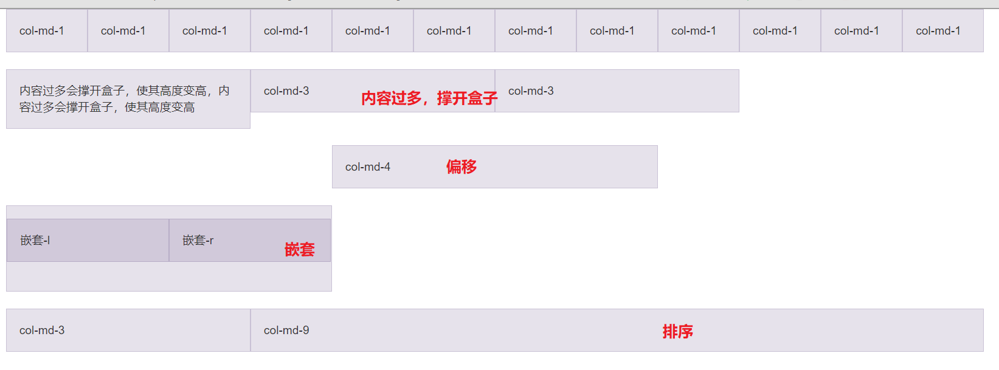 col-md-1 col-md-1 col-md-1 col-md-1 col-md-1 col-md-1 col-md-1 col-md-1 col-md-1 col-md-1 col-md-1 col-md-1
内容过多会撑开盒子，使其高度变高，内
容过多会撑开盒子，使其高度变高
col-md-3
内容过多，撑开盒子
col-md-3
col-md-4
偏移
嵌套-l
嵌套-r
嵌套
col-md-3
col-md-9
排序